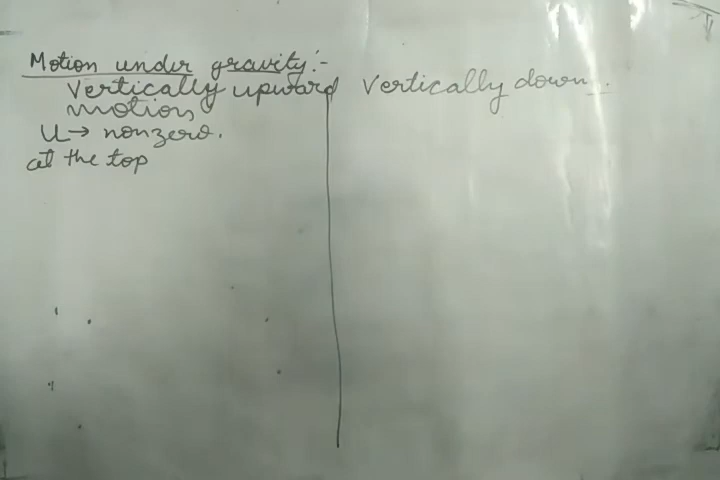 Motion under gravity:-
Vertically upward
motion
U → nonzero.
at the top
Vertically down